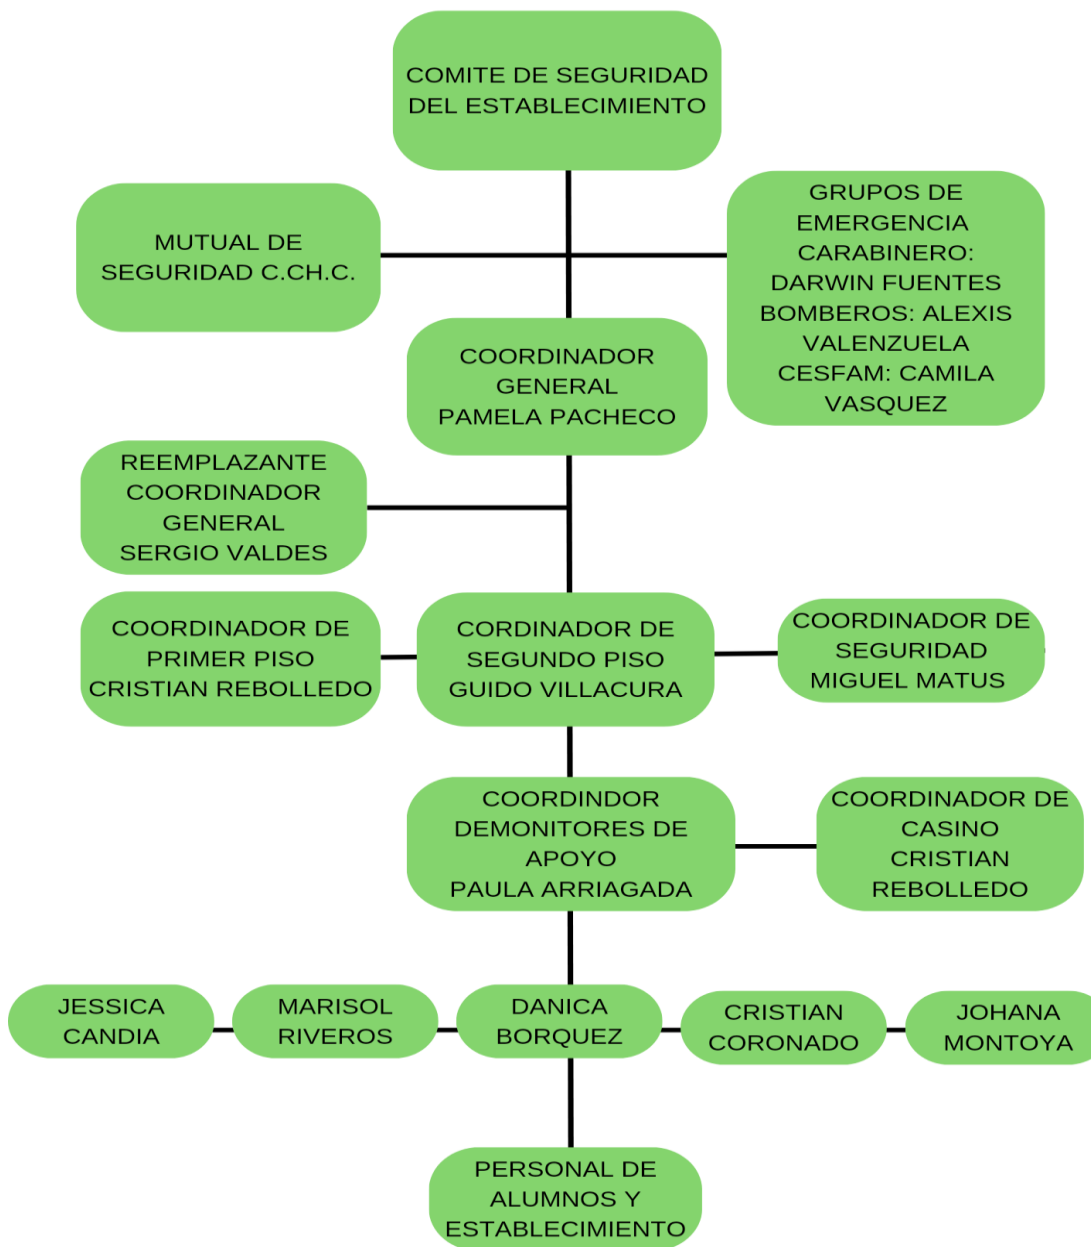 COMITE DE SEGURIDAD
DEL ESTABLECIMIENTO
MUTUAL DE
SEGURIDAD C.CH.C.
GRUPOS DE
EMERGENCIA
CARABINERO:
DARWIN FUENTES
BOMBEROS: ALEXIS
VALENZUELA
CESFAM: CAMILA
VASQUEZ
COORDINADOR
GENERAL
PAMELA PACHECO
REEMPLAZANTE
COORDINADOR
GENERAL
SERGIO VALDES
COORDINADOR DE
PRIMER PISO
CRISTIAN REBOLLEDO
CORDINADOR DE
SEGUNDO PISO
GUIDO VILLACURA
COORDINADOR DE
SEGURIDAD
MIGUEL MATUS
COORDINDOR
DEMONITORES DE
APOYO
PAULA ARRIAGADA
COORDINADOR DE
CASINO
CRISTIAN
REBOLLEDO
JESSICA
CANDIA
MARISOL
RIVEROS
DANICA
BORQUEZ
CRISTIAN
CORONADO
JOHANA
MONTOYA
PERSONAL DE
ALUMNOS Y
ESTABLECIMIENTO